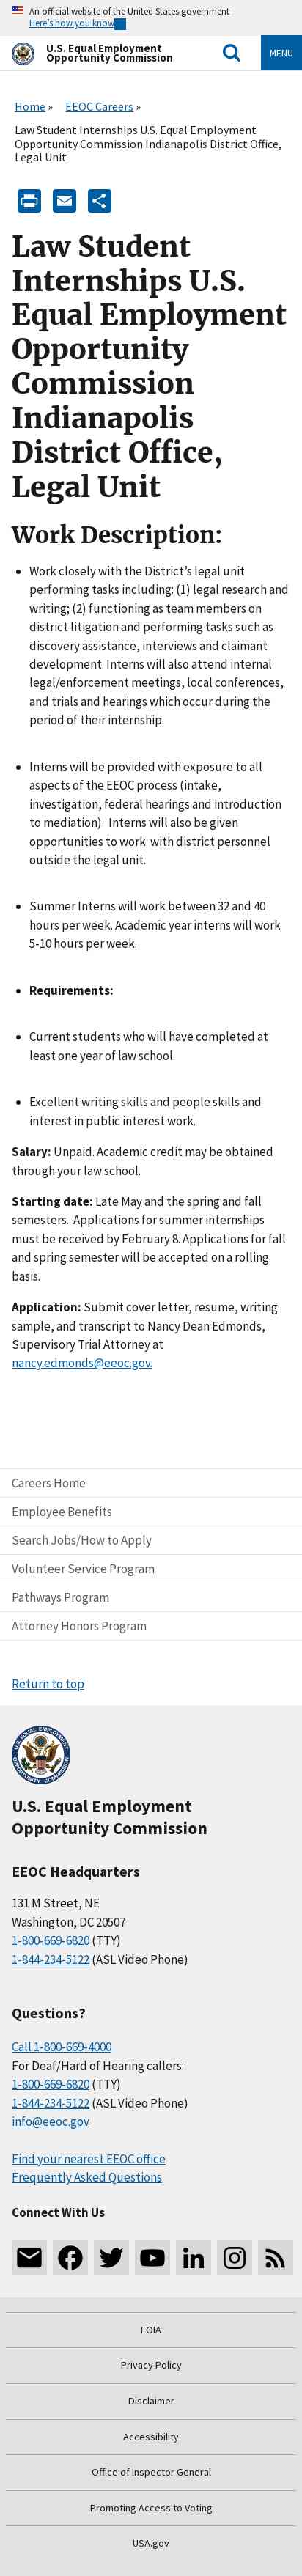 An official website of the United States government
Here's how you know
U.S. Equal Employment
Opportunity Commission
MENU
Home » EEOC Careers »
Law Student Internships U.S. Equal Employment
Opportunity Commission Indianapolis District Office,
Legal Unit
Law Student
Internships U.S.
Equal Employment
Opportunity
Commission
Indianapolis
District Office,
Legal Unit
Work Description:
• Work closely with the District's legal unit
performing tasks including: (1) legal research and
writing; (2) functioning as team members on
district litigation and performing tasks such as
discovery assistance, interviews and claimant
development. Interns will also attend internal
legal/enforcement meetings, local conferences,
and trials and hearings which occur during the
period of their internship.
• Interns will be provided with exposure to all
aspects of the EEOC process (intake,
investigation, federal hearings and introduction
to mediation).  Interns will also be given
opportunities to work  with district personnel
outside the legal unit.
• Summer Interns will work between 32 and 40
hours per week. Academic year interns will work
5-10 hours per week.
• Requirements:
• Current students who will have completed at
least one year of law school.
• Excellent writing skills and people skills and
interest in public interest work.
Salary: Unpaid. Academic credit may be obtained
through your law school.
Starting date: Late May and the spring and fall
semesters.  Applications for summer internships
must be received by February 8. Applications for fall
and spring semester will be accepted on a rolling
basis.
Application: Submit cover letter, resume, writing
sample, and transcript to Nancy Dean Edmonds,
Supervisory Trial Attorney at
nancy.edmonds@eeoc.gov.
Careers Home
Employee Benefits
Search Jobs/How to Apply
Volunteer Service Program
Pathways Program
Attorney Honors Program
Return to top
U.S. Equal Employment
Opportunity Commission
EEOC Headquarters
131 M Street, NE
Washington, DC 20507
1-800-669-6820 (TTY)
1-844-234-5122 (ASL Video Phone)
Questions?
Call 1-800-669-4000
For Deaf/Hard of Hearing callers:
1-800-669-6820 (TTY)
1-844-234-5122 (ASL Video Phone)
info@eeoc.gov
Find your nearest EEOC office
Frequently Asked Questions
Connect With Us
FOIA
Privacy Policy
Disclaimer
Accessibility
Office of Inspector General
Promoting Access to Voting
USA.gov